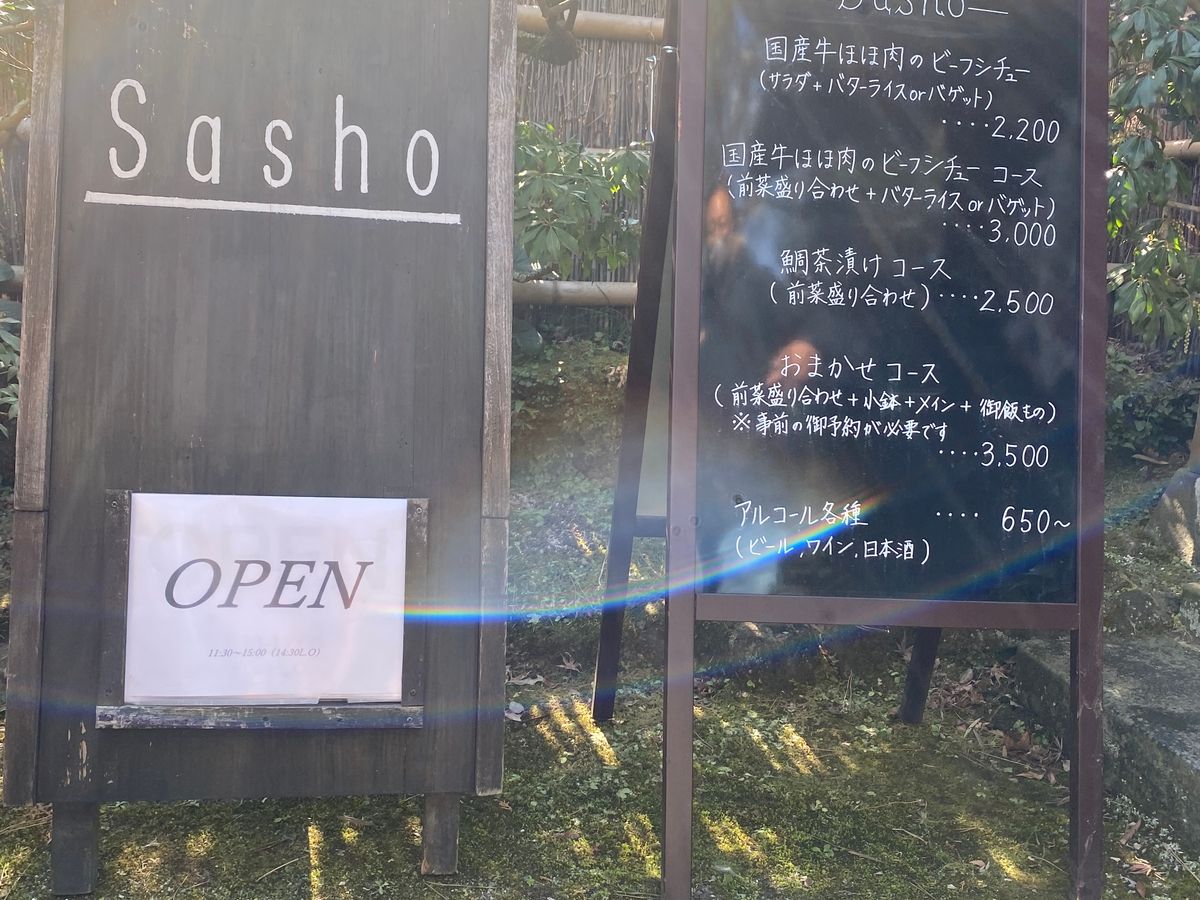 Sasho
OPEN
11:30～15:00 (14:30L.O)
Sasho
国産牛ほほ肉のビーフシチュー
(サラダ+バターライスorバゲット)
････2,200
国産牛ほほ肉のビーフシチュー コース
(前菜盛り合わせ+バターライスorバゲット)
････3,000
鯛茶漬けコース
(前菜盛り合わせ)････2,500
おまかせコース
(前菜盛り合わせ+小鉢+メイン+御飯もの)
※事前の御予約が必要です
････3,500
アルコール各種 ････ 650~
(ビール,ワイン,日本酒)